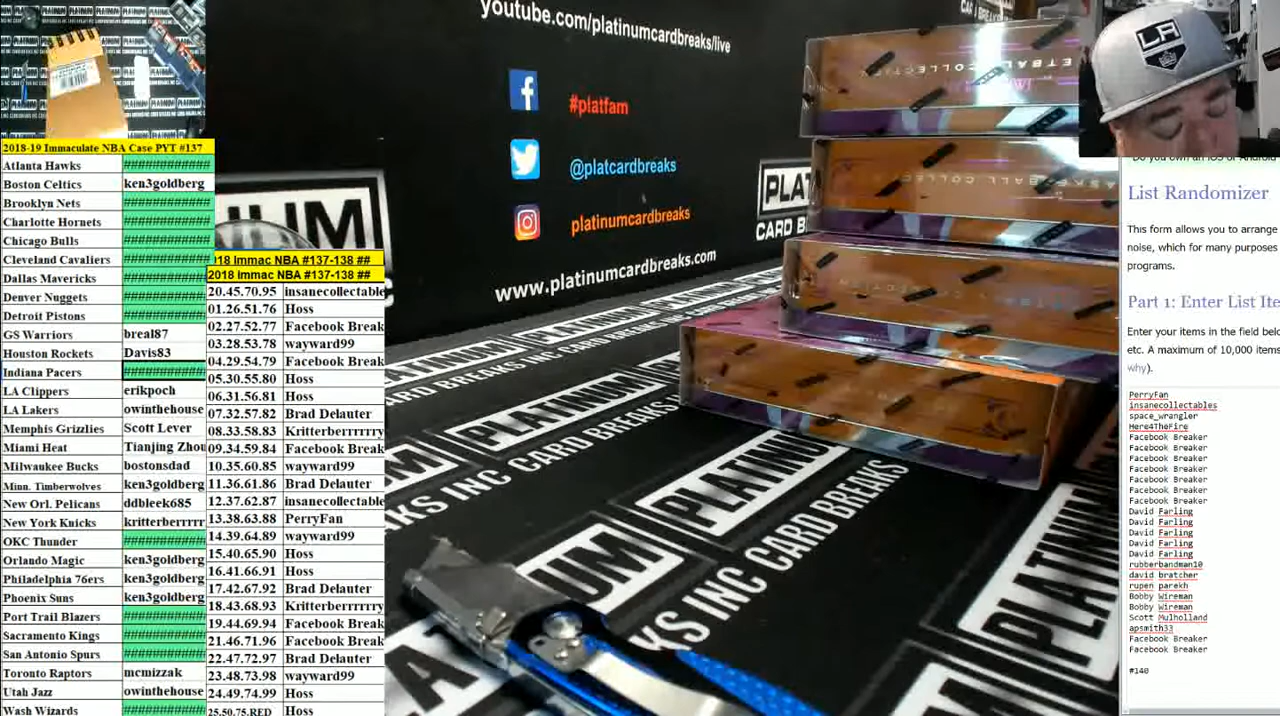 youtube.com/platinumcardbreaks/live
#platfam
@platcardbreaks
platinumcardbreaks
www.platinumcardbreaks.com
2018-19 Immaculate NBA Case PYT #137
Atlanta Hawks ############
Boston Celtics ken3goldberg
Brooklyn Nets ############
Charlotte Hornets ############
Chicago Bulls ############
Cleveland Cavaliers ############
Dallas Mavericks ############
Denver Nuggets ############
Detroit Pistons ############
GS Warriors breal87
Houston Rockets Davis83
Indiana Pacers ############
LA Clippers erikpoch
LA Lakers owinthehouse
Memphis Grizzlies Scott Lever
Miami Heat Tianjing Zhou
Milwaukee Bucks bostonsdad
Minn. Timberwolves ken3goldberg
New Orl. Pelicans ddbleek685
New York Knicks kritterberrrrr
OKC Thunder ############
Orlando Magic ken3goldberg
Philadelphia 76ers ken3goldberg
Phoenix Suns ken3goldberg
Port Trail Blazers ############
Sacramento Kings ############
San Antonio Spurs ############
Toronto Raptors mcmizzak
Utah Jazz owinthehouse
Wash Wizards ############
018 Immac NBA #137-138 ##
2018 Immac NBA #137-138 ##
20.45.70.95 insanecollectable
01.26.51.76 Hoss
02.27.52.77 Facebook Break
03.28.53.78 wayward99
04.29.54.79 Facebook Break
05.30.55.80 Hoss
06.31.56.81 Hoss
07.32.57.82 Brad Delauter
08.33.58.83 Kritterberrrrrry
09.34.59.84 Facebook Break
10.35.60.85 wayward99
11.36.61.86 Brad Delauter
12.37.62.87 insanecollectable
13.38.63.88 PerryFan
14.39.64.89 wayward99
15.40.65.90 Hoss
16.41.66.91 Hoss
17.42.67.92 Brad Delauter
18.43.68.93 Kritterberrrrrry
19.44.69.94 Facebook Break
21.46.71.96 Facebook Break
22.47.72.97 Brad Delauter
23.48.73.98 wayward99
24.49.74.99 Hoss
25.50.75.RED Hoss
PLATINUM
CARD BREAKS
INC CARD BREAKS
LA
Do you own an iOS or Android
List Randomizer
This form allows you to arrange
noise, which for many purposes
programs.
Part 1: Enter List Ite
Enter your items in the field belo
etc. A maximum of 10,000 items
why).
PerryFan
insanecollectables
space_wrangler
Here4TheFire
Facebook Breaker
Facebook Breaker
Facebook Breaker
Facebook Breaker
Facebook Breaker
Facebook Breaker
Facebook Breaker
David Farling
David Farling
David Farling
David Farling
rubberbandman10
david bratcher
rupen parekh
Bobby Wireman
Bobby Wireman
Scott Mulholland
apsmith33
Facebook Breaker
Facebook Breaker
#140